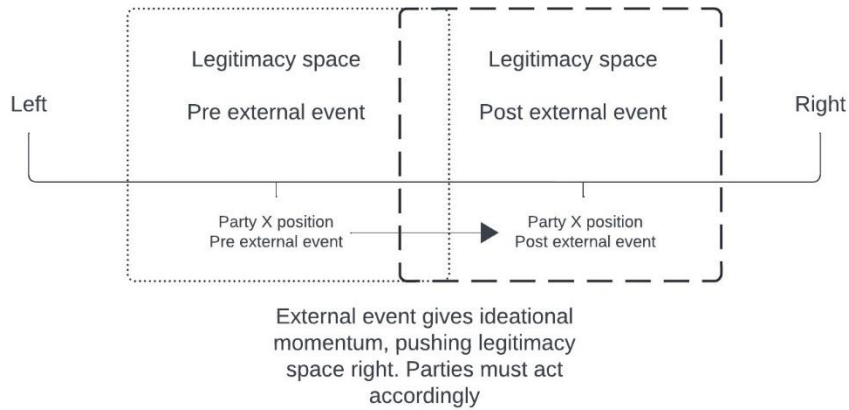 Legitimacy space
Pre external event
Legitimacy space
Post external event
Left
Right
Party X position
Pre external event
Party X position
Post external event
External event gives ideational
momentum, pushing legitimacy
space right. Parties must act
accordingly